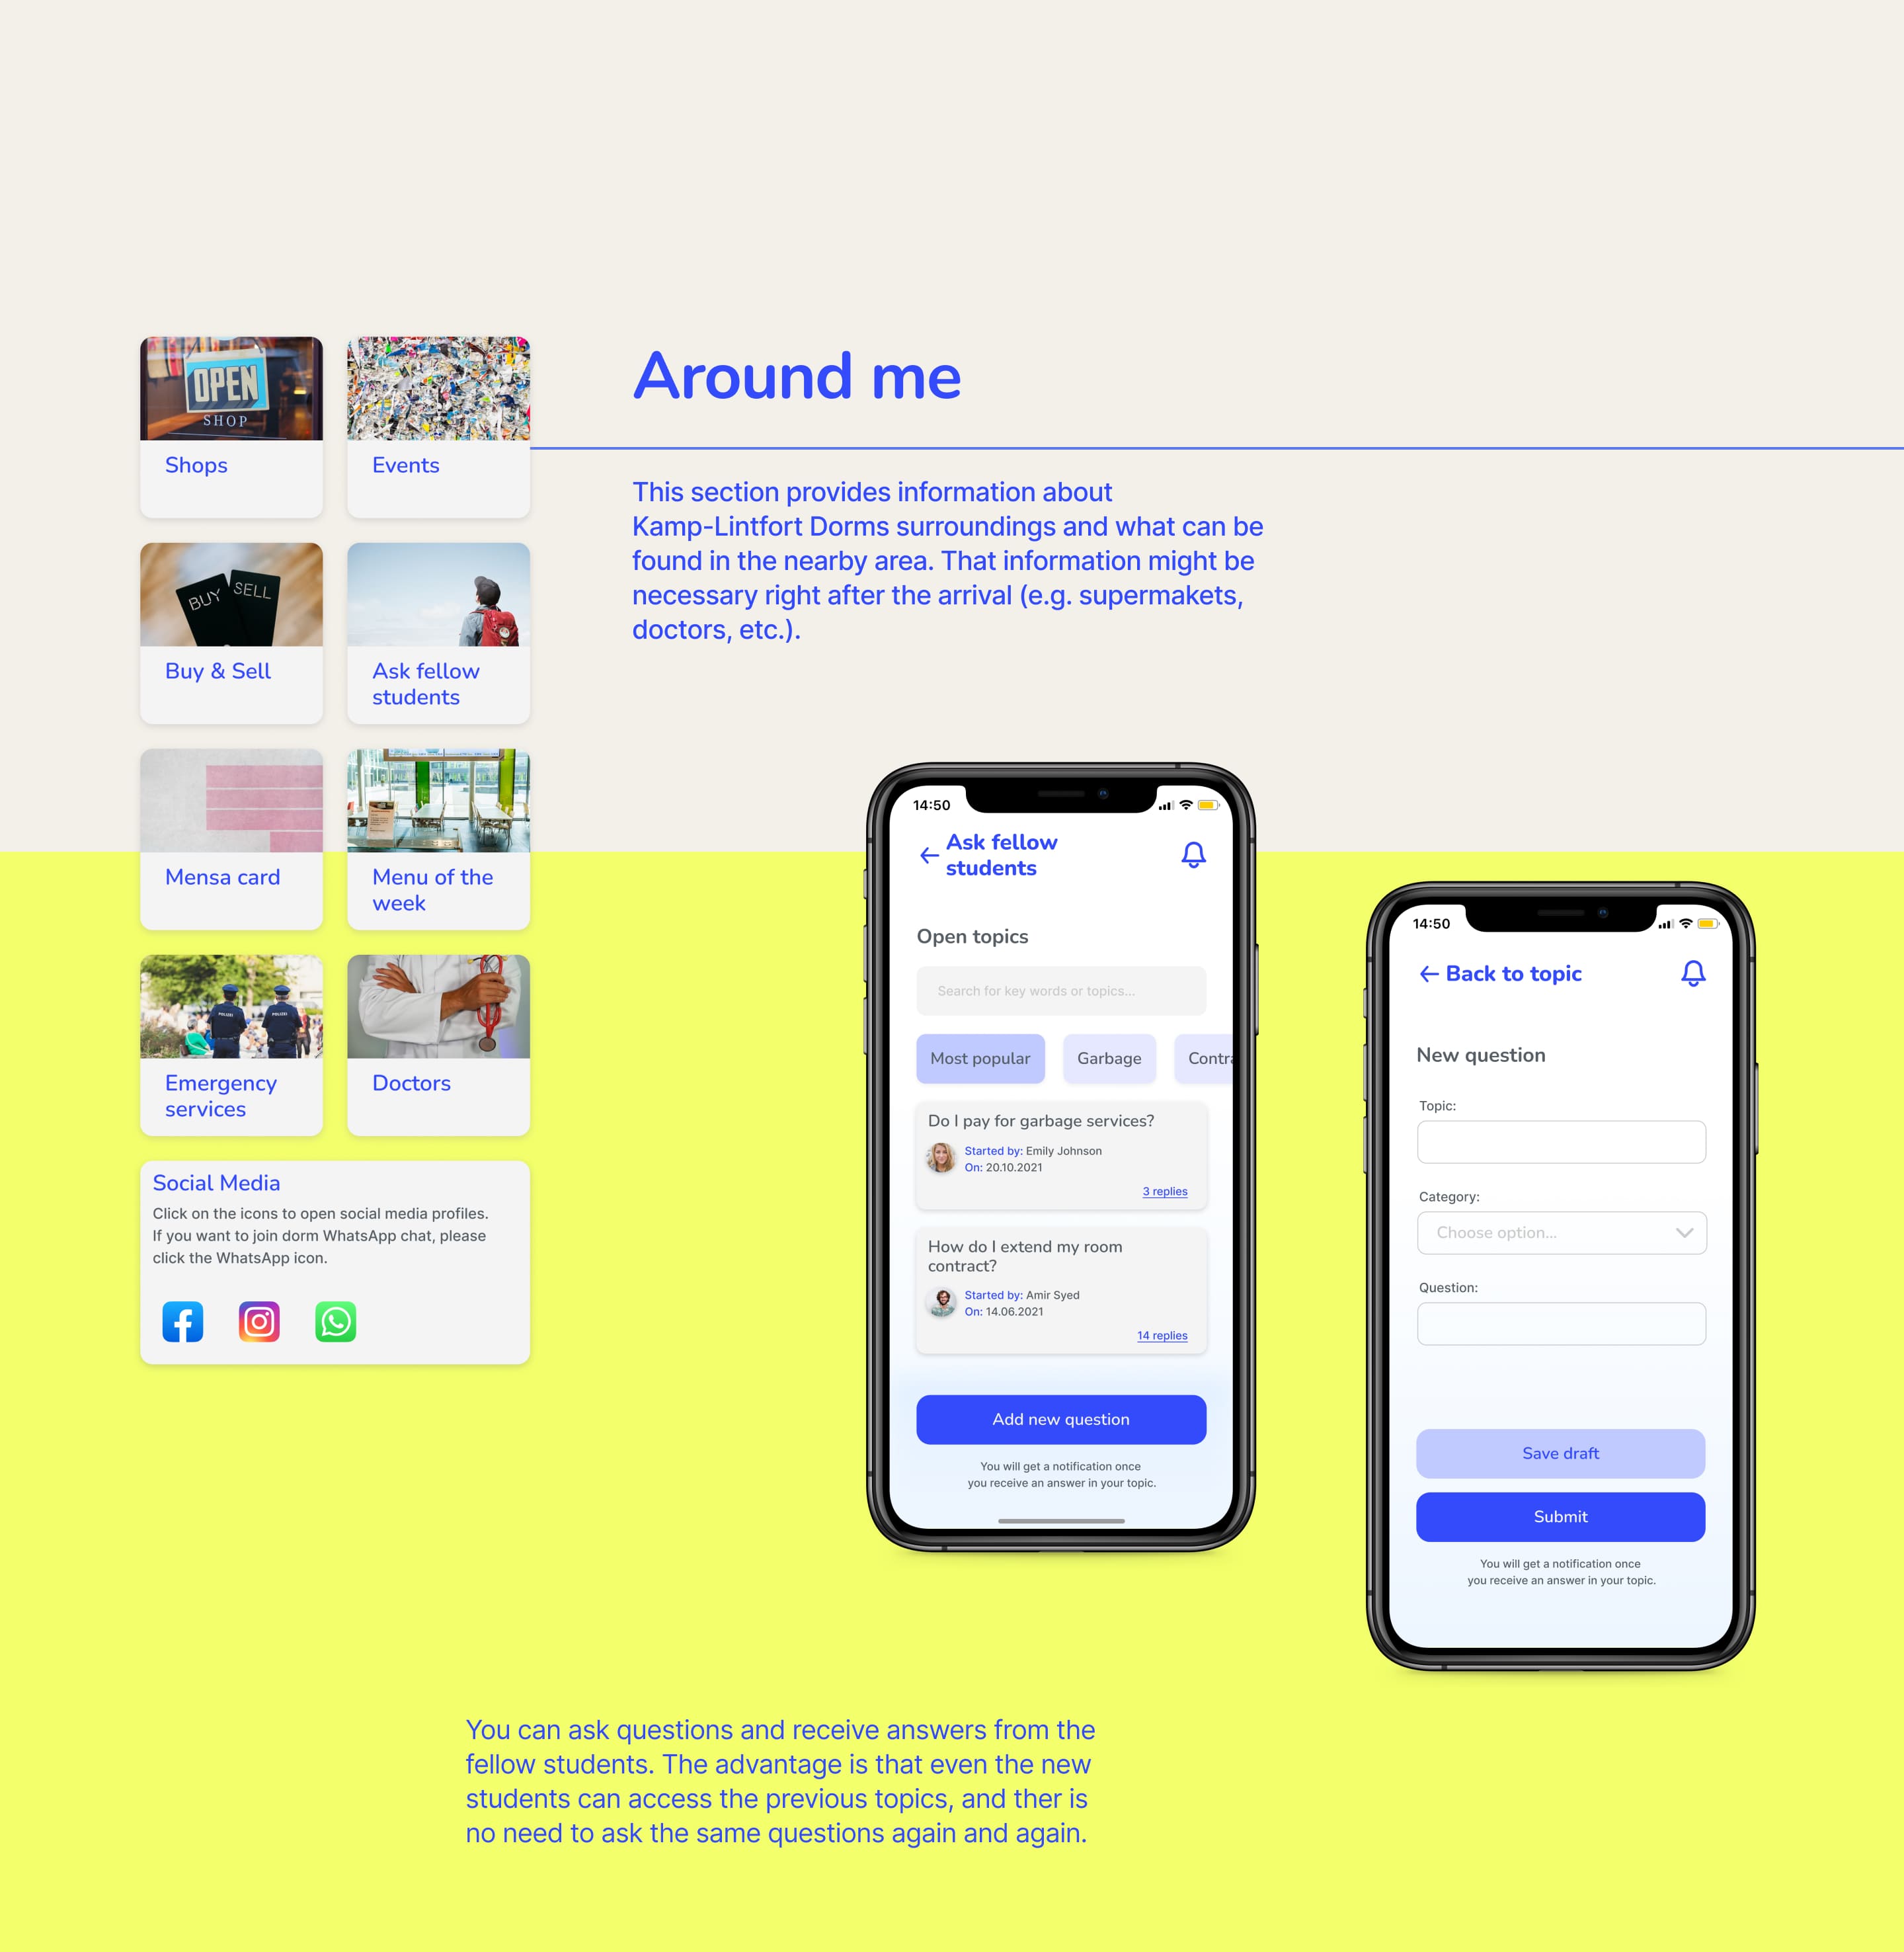 OPEN
SHOP
Shops
Events
BUY
SELL
Buy & Sell
Ask fellow
students
Mensa card
Menu of the
week
POLIZEI
POLIZEI
Emergency
services
Doctors
Social Media
Click on the icons to open social media profiles.
If you want to join dorm WhatsApp chat, please
click the WhatsApp icon.
Around me
This section provides information about
Kamp-Lintfort Dorms surroundings and what can be
found in the nearby area. That information might be
necessary right after the arrival (e.g. supermakets,
doctors, etc.).
14:50
Ask fellow
students
Open topics
Search for key words or topics...
Most popular
Garbage
Contra
Do I pay for garbage services?
Started by: Emily Johnson
On: 20.10.2021
3 replies
How do I extend my room
contract?
Started by: Amir Syed
On: 14.06.2021
14 replies
Add new question
You will get a notification once
you receive an answer in your topic.
14:50
Back to topic
New question
Topic:
Category:
Choose option...
Question:
Save draft
Submit
You will get a notification once
you receive an answer in your topic.
You can ask questions and receive answers from the
fellow students. The advantage is that even the new
students can access the previous topics, and ther is
no need to ask the same questions again and again.